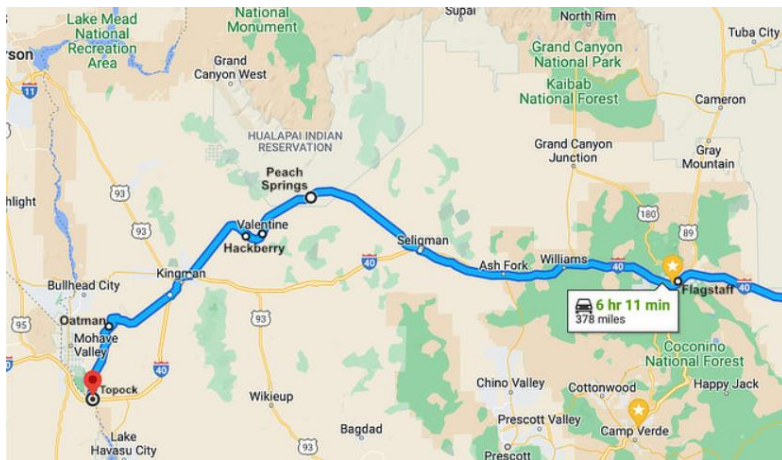 Lake Mead
National
Recreation
Area
National
Monument
Supai
North Rim
Tuba City
erson
Grand
Canyon West
Grand Canyon
National Park
11
Kaibab
National Forest
Cameron
HUALAPAI INDIAN
RESERVATION
Grand Canyon
Junction
Gray
Mountain
Peach
Springs
93
hlight
93
180
89
Valentine
Hackberry
93
Seligman
40
Ash Fork
Williams
40
Kingman
Flagstaff
40
Bullhead City
6 hr 11 min
378 miles
95
Oatman
Mohave
Valley
Coconino
National Forest
40
Topock
Wikieup
Chino Valley
Cottonwood
Happy Jack
Prescott Valley
Bagdad
Camp Verde
Lake
Havasu City
Prescott